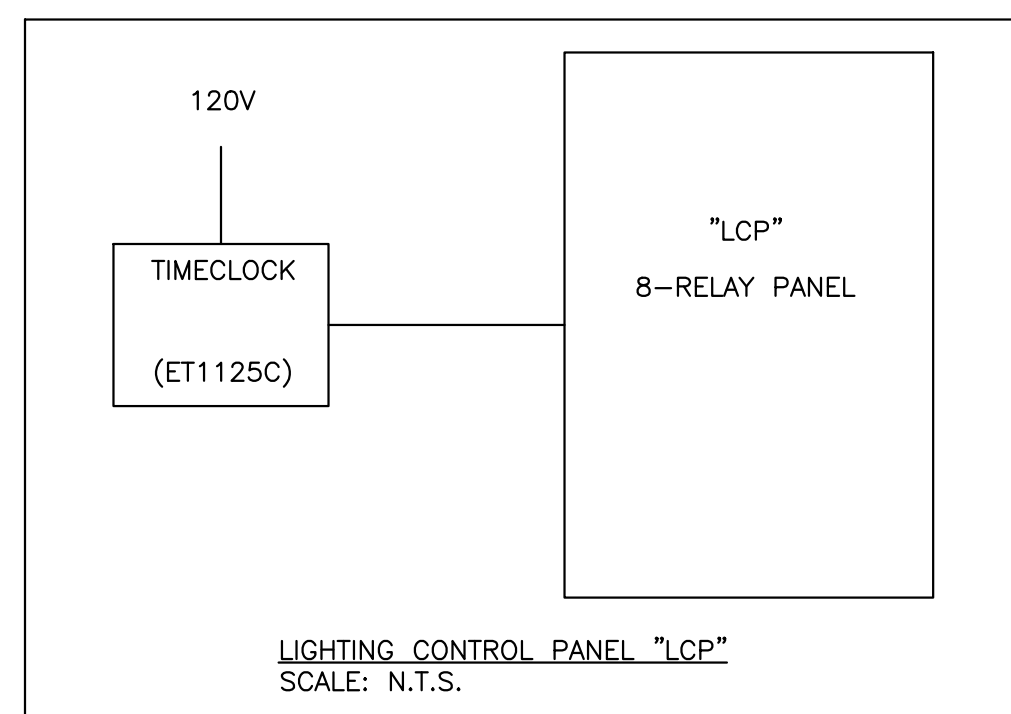 120V
TIMECLOCK
(ET1125C)
"LCP"
8-RELAY PANEL
LIGHTING CONTROL PANEL "LCP"
SCALE: N.T.S.